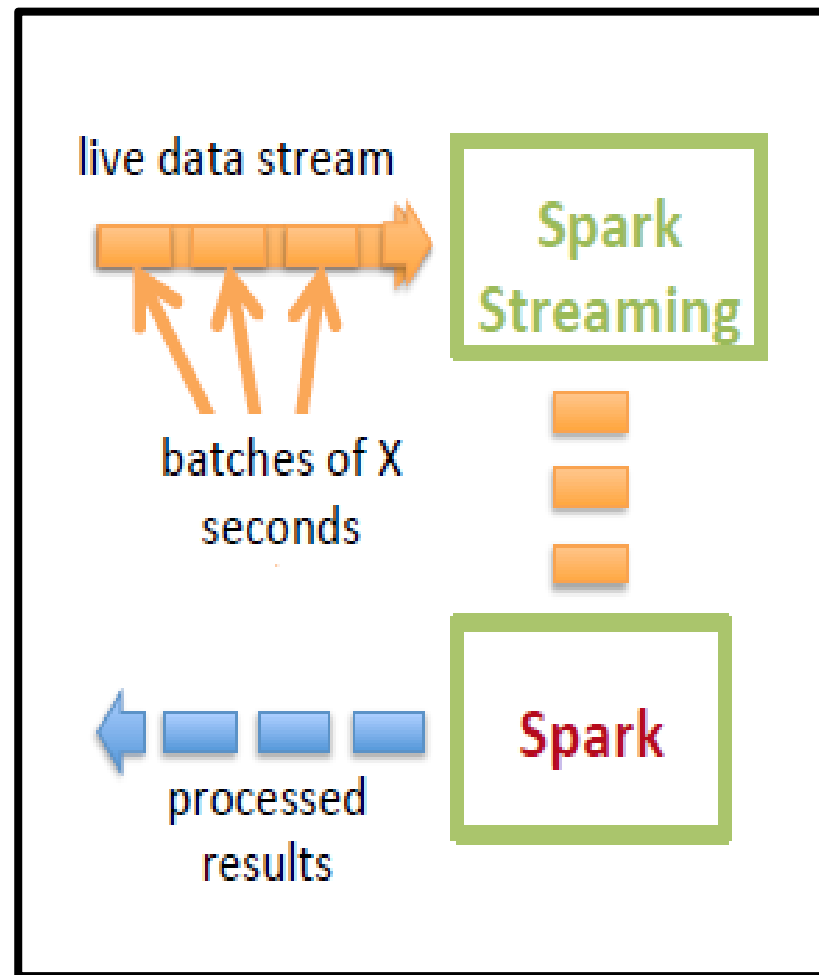 live data stream
Spark
Streaming
batches of X
seconds
Spark
processed
results